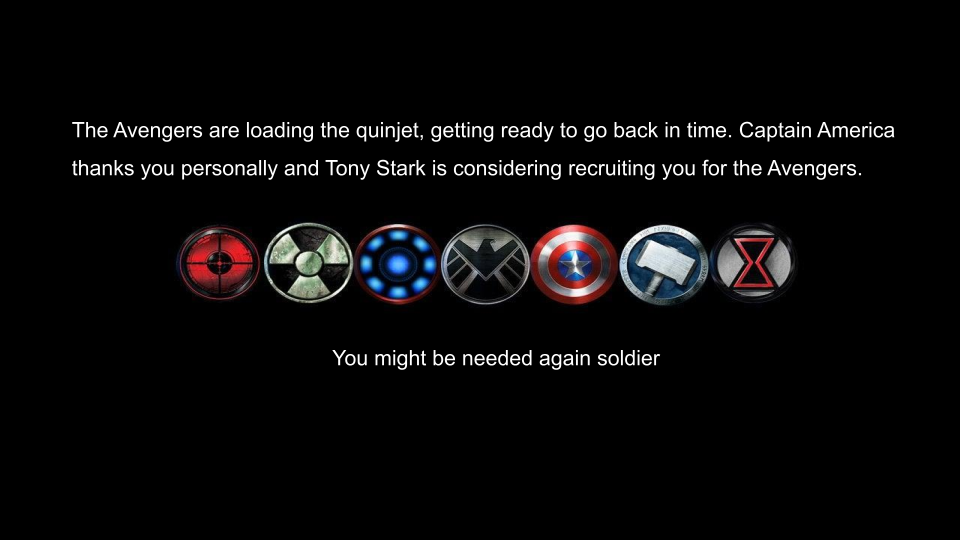 The Avengers are loading the quinjet, getting ready to go back in time. Captain America
thanks you personally and Tony Stark is considering recruiting you for the Avengers.
You might be needed again soldier